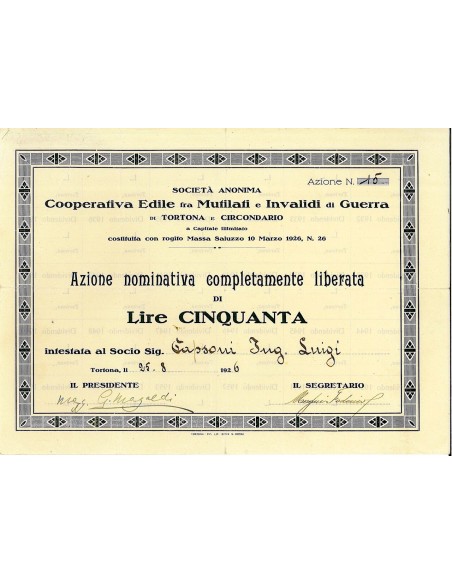 Azione N. 15.
SOCIETÀ ANONIMA
Cooperativa Edile fra Mutilati e Invalidi di Guerra
DI TORTONA E CIRCONDARIO
a Capitale Illimitato
costituita con rogito Massa Saluzzo 10 Marzo 1926, N. 26
Azione nominativa completamente liberata
DI
Lire CINQUANTA
intestata al Socio Sig. Capsoni Ing. Luigi
Tortona, li 25. 8 1926
IL PRESIDENTE IL SEGRETARIO